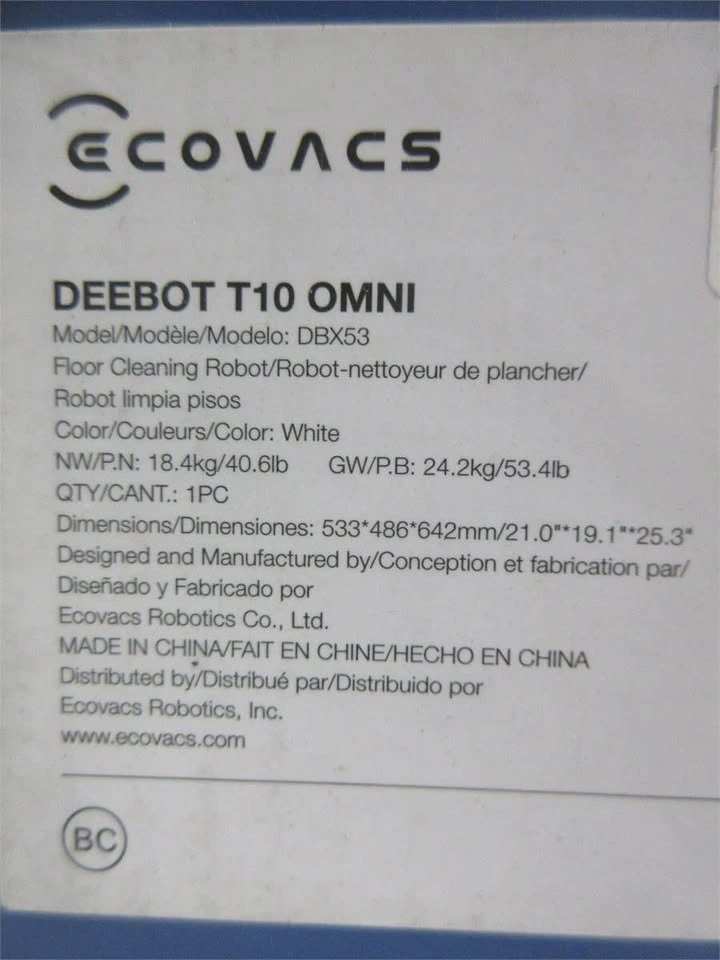 ECOVACS
DEEBOT T10 OMNI
Model/Modèle/Modelo: DBX53
Floor Cleaning Robot/Robot-nettoyeur de plancher/
Robot limpia pisos
Color/Couleurs/Color: White
NW/P.N: 18.4kg/40.6lb GW/P.B: 24.2kg/53.4lb
QTY/CANT.: 1PC
Dimensions/Dimensiones: 533*486*642mm/21.0"*19.1"*25.3"
Designed and Manufactured by/Conception et fabrication par/
Diseñado y Fabricado por
Ecovacs Robotics Co., Ltd.
MADE IN CHINA/FAIT EN CHINE/HECHO EN CHINA
Distributed by/Distribué par/Distribuido por
Ecovacs Robotics, Inc.
www.ecovacs.com
BC